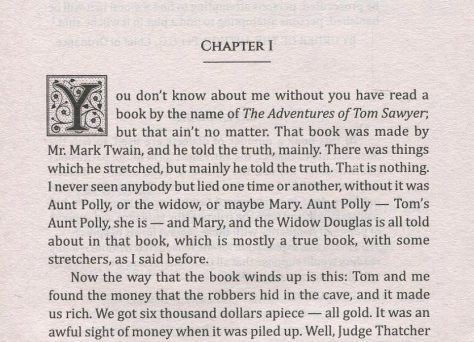 CHAPTER I
You don't know about me without you have read a
book by the name of The Adventures of Tom Sawyer;
but that ain't no matter. That book was made by
Mr. Mark Twain, and he told the truth, mainly. There was things
which he stretched, but mainly he told the truth. That is nothing.
I never seen anybody but lied one time or another, without it was
Aunt Polly, or the widow, or maybe Mary. Aunt Polly — Tom's
Aunt Polly, she is — and Mary, and the Widow Douglas is all told
about in that book, which is mostly a true book, with some
stretchers, as I said before.
Now the way that the book winds up is this: Tom and me
found the money that the robbers hid in the cave, and it made
us rich. We got six thousand dollars apiece — all gold. It was an
awful sight of money when it was piled up. Well, Judge Thatcher